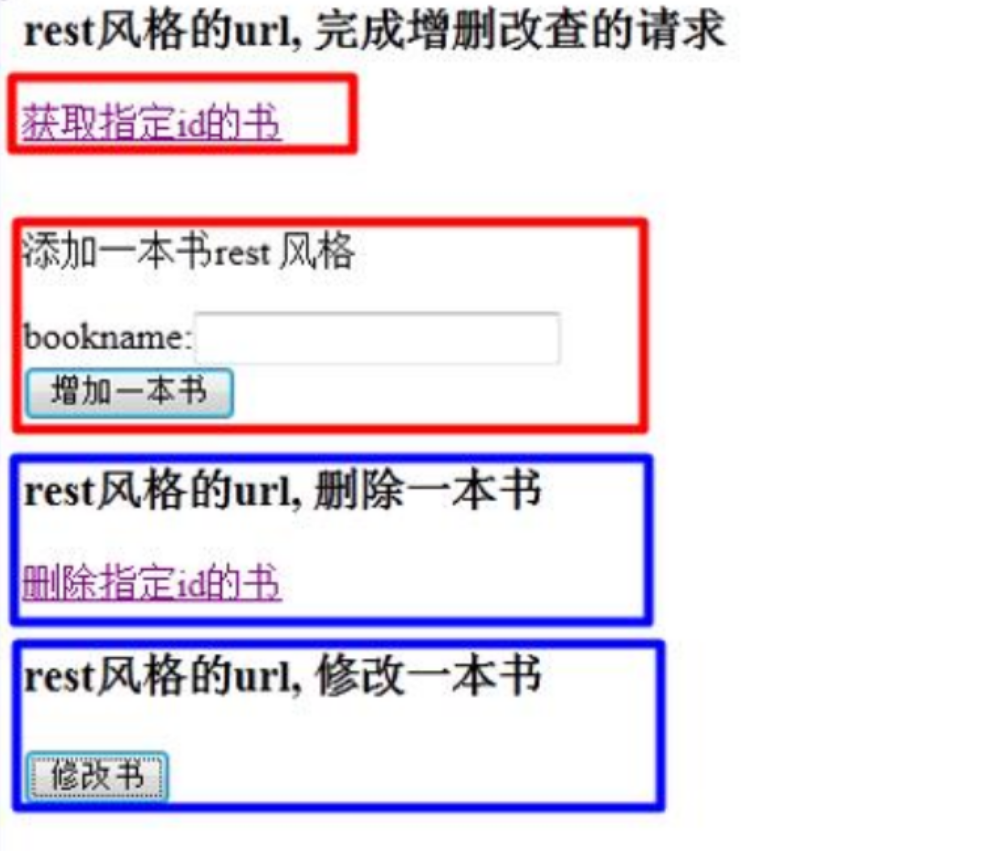 rest风格的url, 完成增删改查的请求
获取指定id的书
添加一本书rest 风格
bookname:
增加一本书
rest风格的url, 删除一本书
删除指定id的书
rest风格的url, 修改一本书
修改书